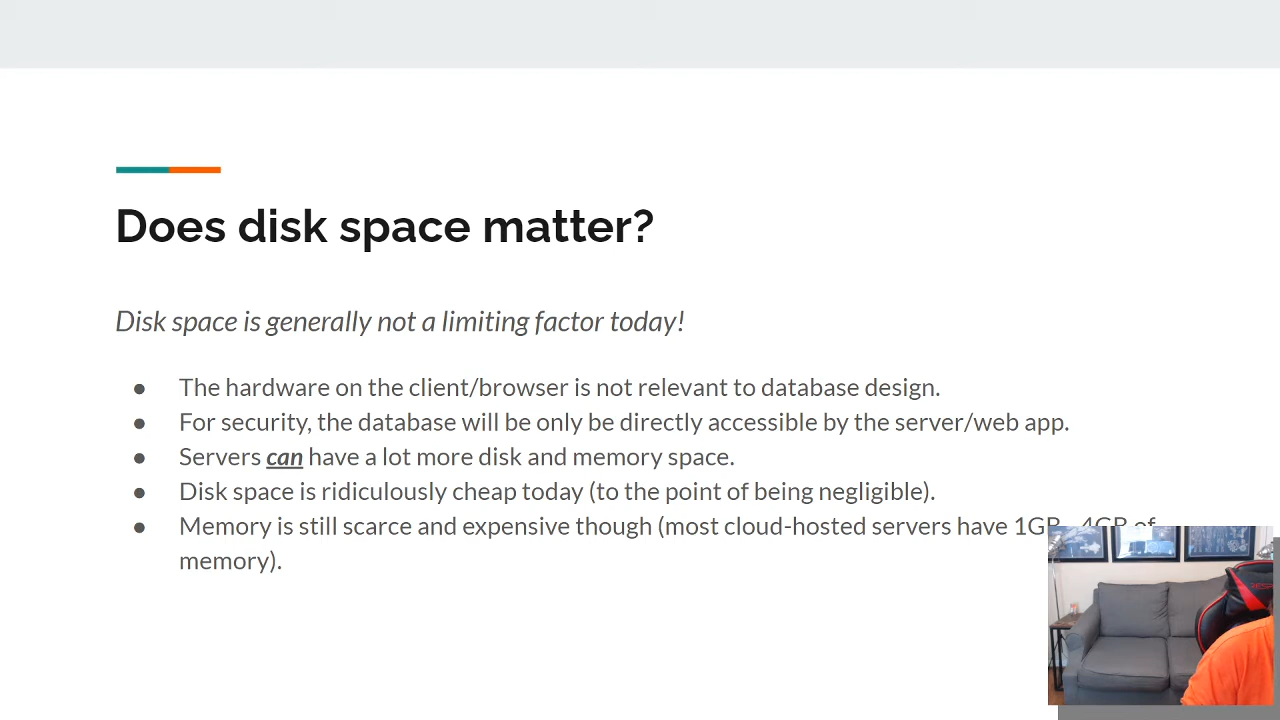 Does disk space matter?
Disk space is generally not a limiting factor today!
● The hardware on the client/browser is not relevant to database design.
● For security, the database will be only be directly accessible by the server/web app.
● Servers can have a lot more disk and memory space.
● Disk space is ridiculously cheap today (to the point of being negligible).
● Memory is still scarce and expensive though (most cloud-hosted servers have 1GB - 4GB of
memory).